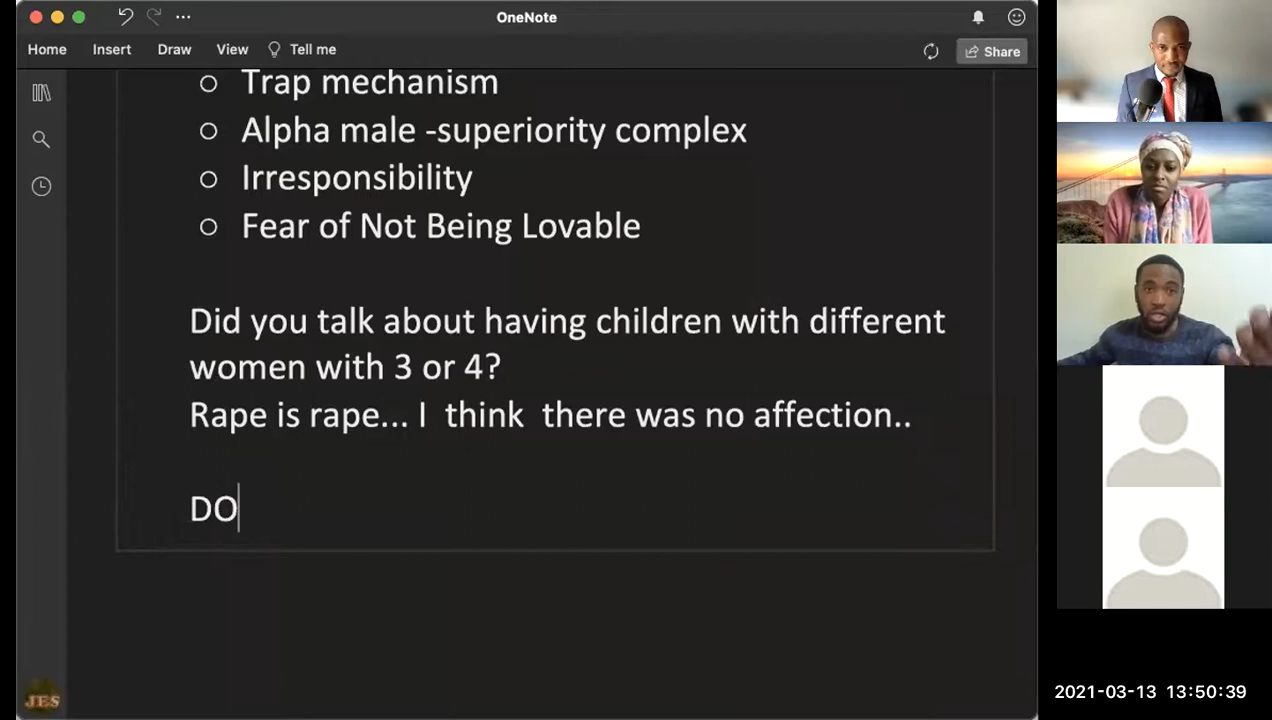 OneNote
Home Insert Draw View Tell me
Share
Trap mechanism
Alpha male -superiority complex
Irresponsibility
Fear of Not Being Lovable
Did you talk about having children with different
women with 3 or 4?
Rape is rape... I think there was no affection..
DO
JES
2021-03-13 13:50:39